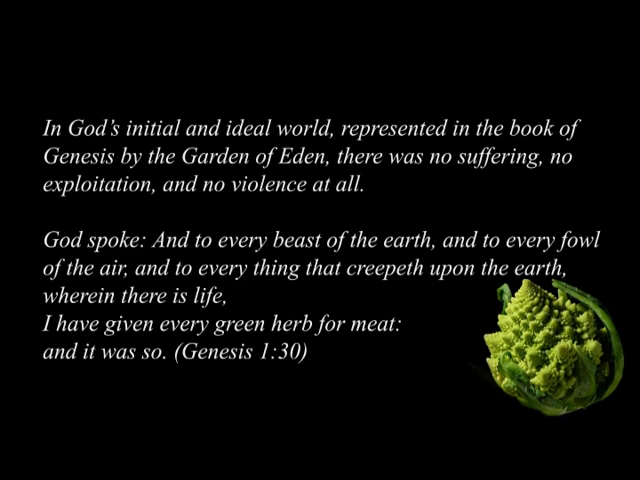 In God’s initial and ideal world, represented in the book of
Genesis by the Garden of Eden, there was no suffering, no
exploitation, and no violence at all.
God spoke: And to every beast of the earth, and to every fowl
of the air, and to every thing that creepeth upon the earth,
wherein there is life,
I have given every green herb for meat:
and it was so. (Genesis 1:30)